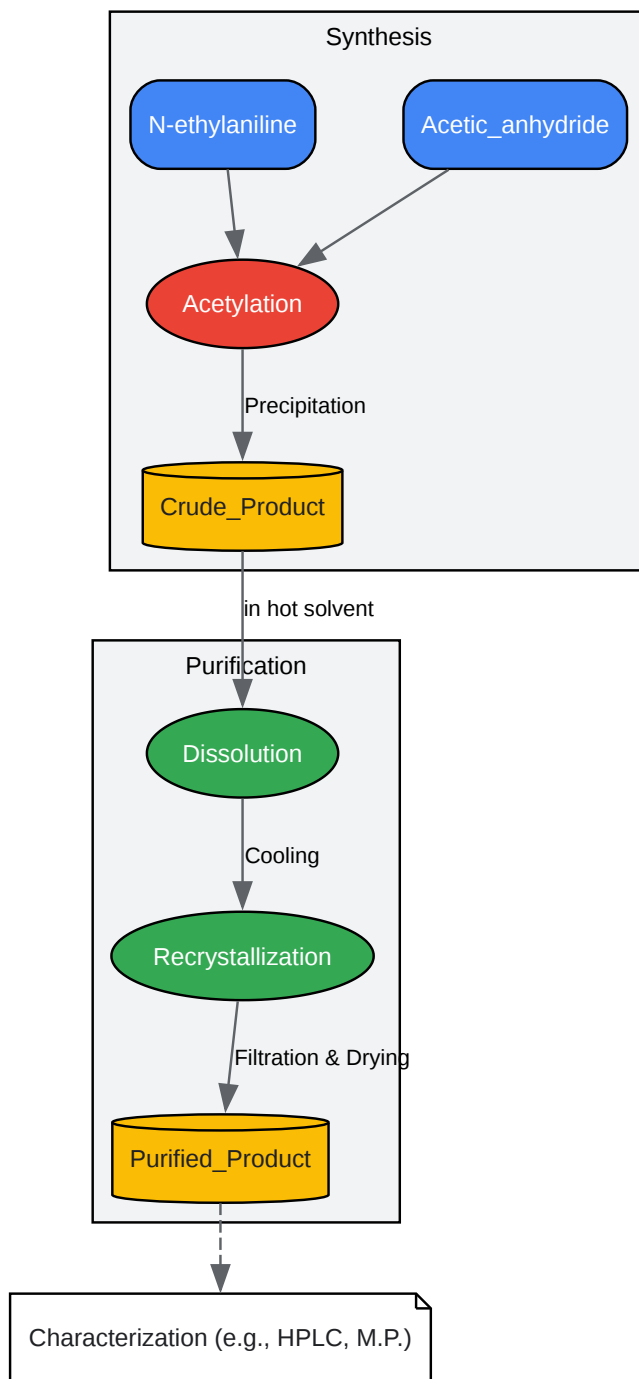 Synthesis
N-ethylaniline
Acetic_anhydride
Acetylation
Precipitation
Crude_Product
in hot solvent
Purification
Dissolution
Cooling
Recrystallization
Filtration & Drying
Purified_Product
Characterization (e.g., HPLC, M.P.)